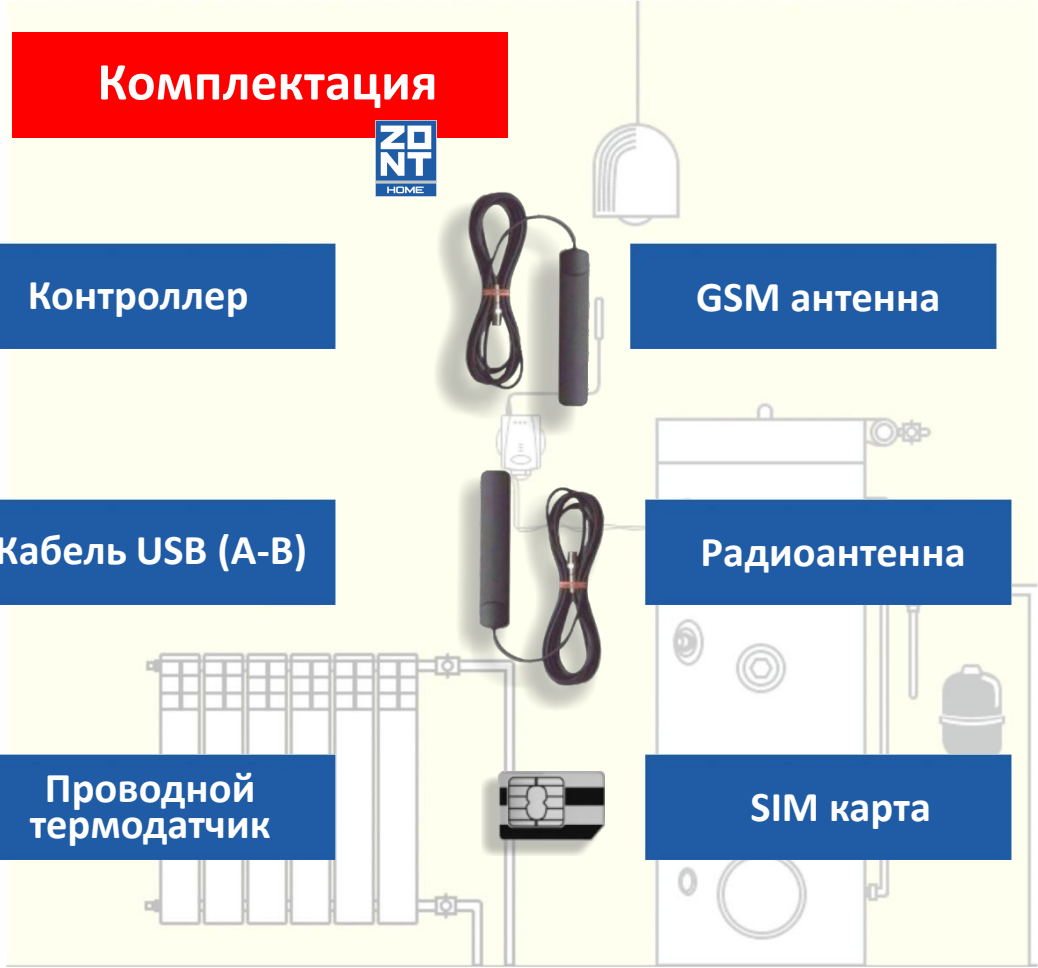 Комплектация
ZONT
HOME
Контроллер
GSM антенна
Кабель USB (A-B)
Радиоантенна
Проводной
термодатчик
SIM карта